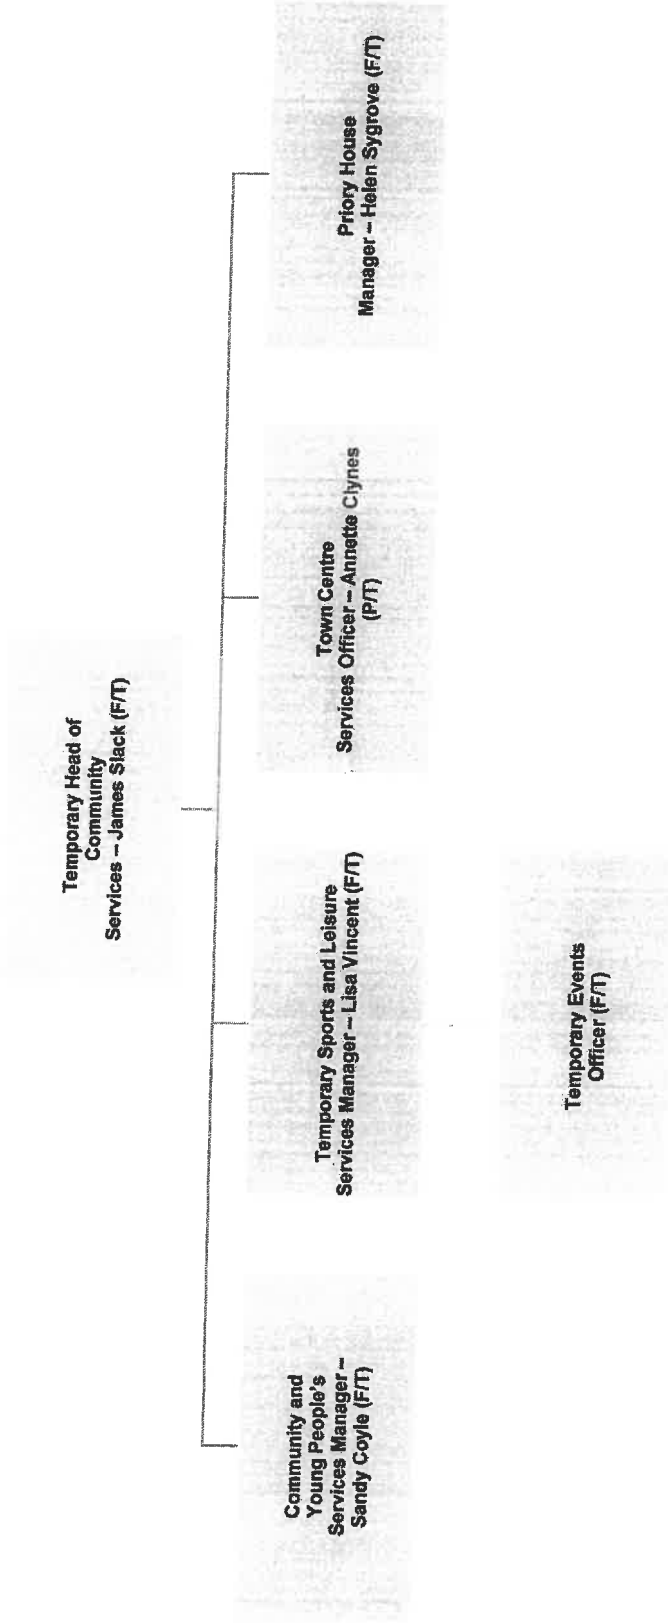 Temporary Head of
Community
Services – James Slack (F/T)
Community and
Young People's
Services Manager –
Sandy Coyle (F/T)
Temporary Sports and Leisure
Services Manager – Lisa Vincent (F/T)
Town Centre
Services Officer – Annette Clynes
(P/T)
Priory House
Manager – Helen Sygrove (F/T)
Temporary Events
Officer (F/T)